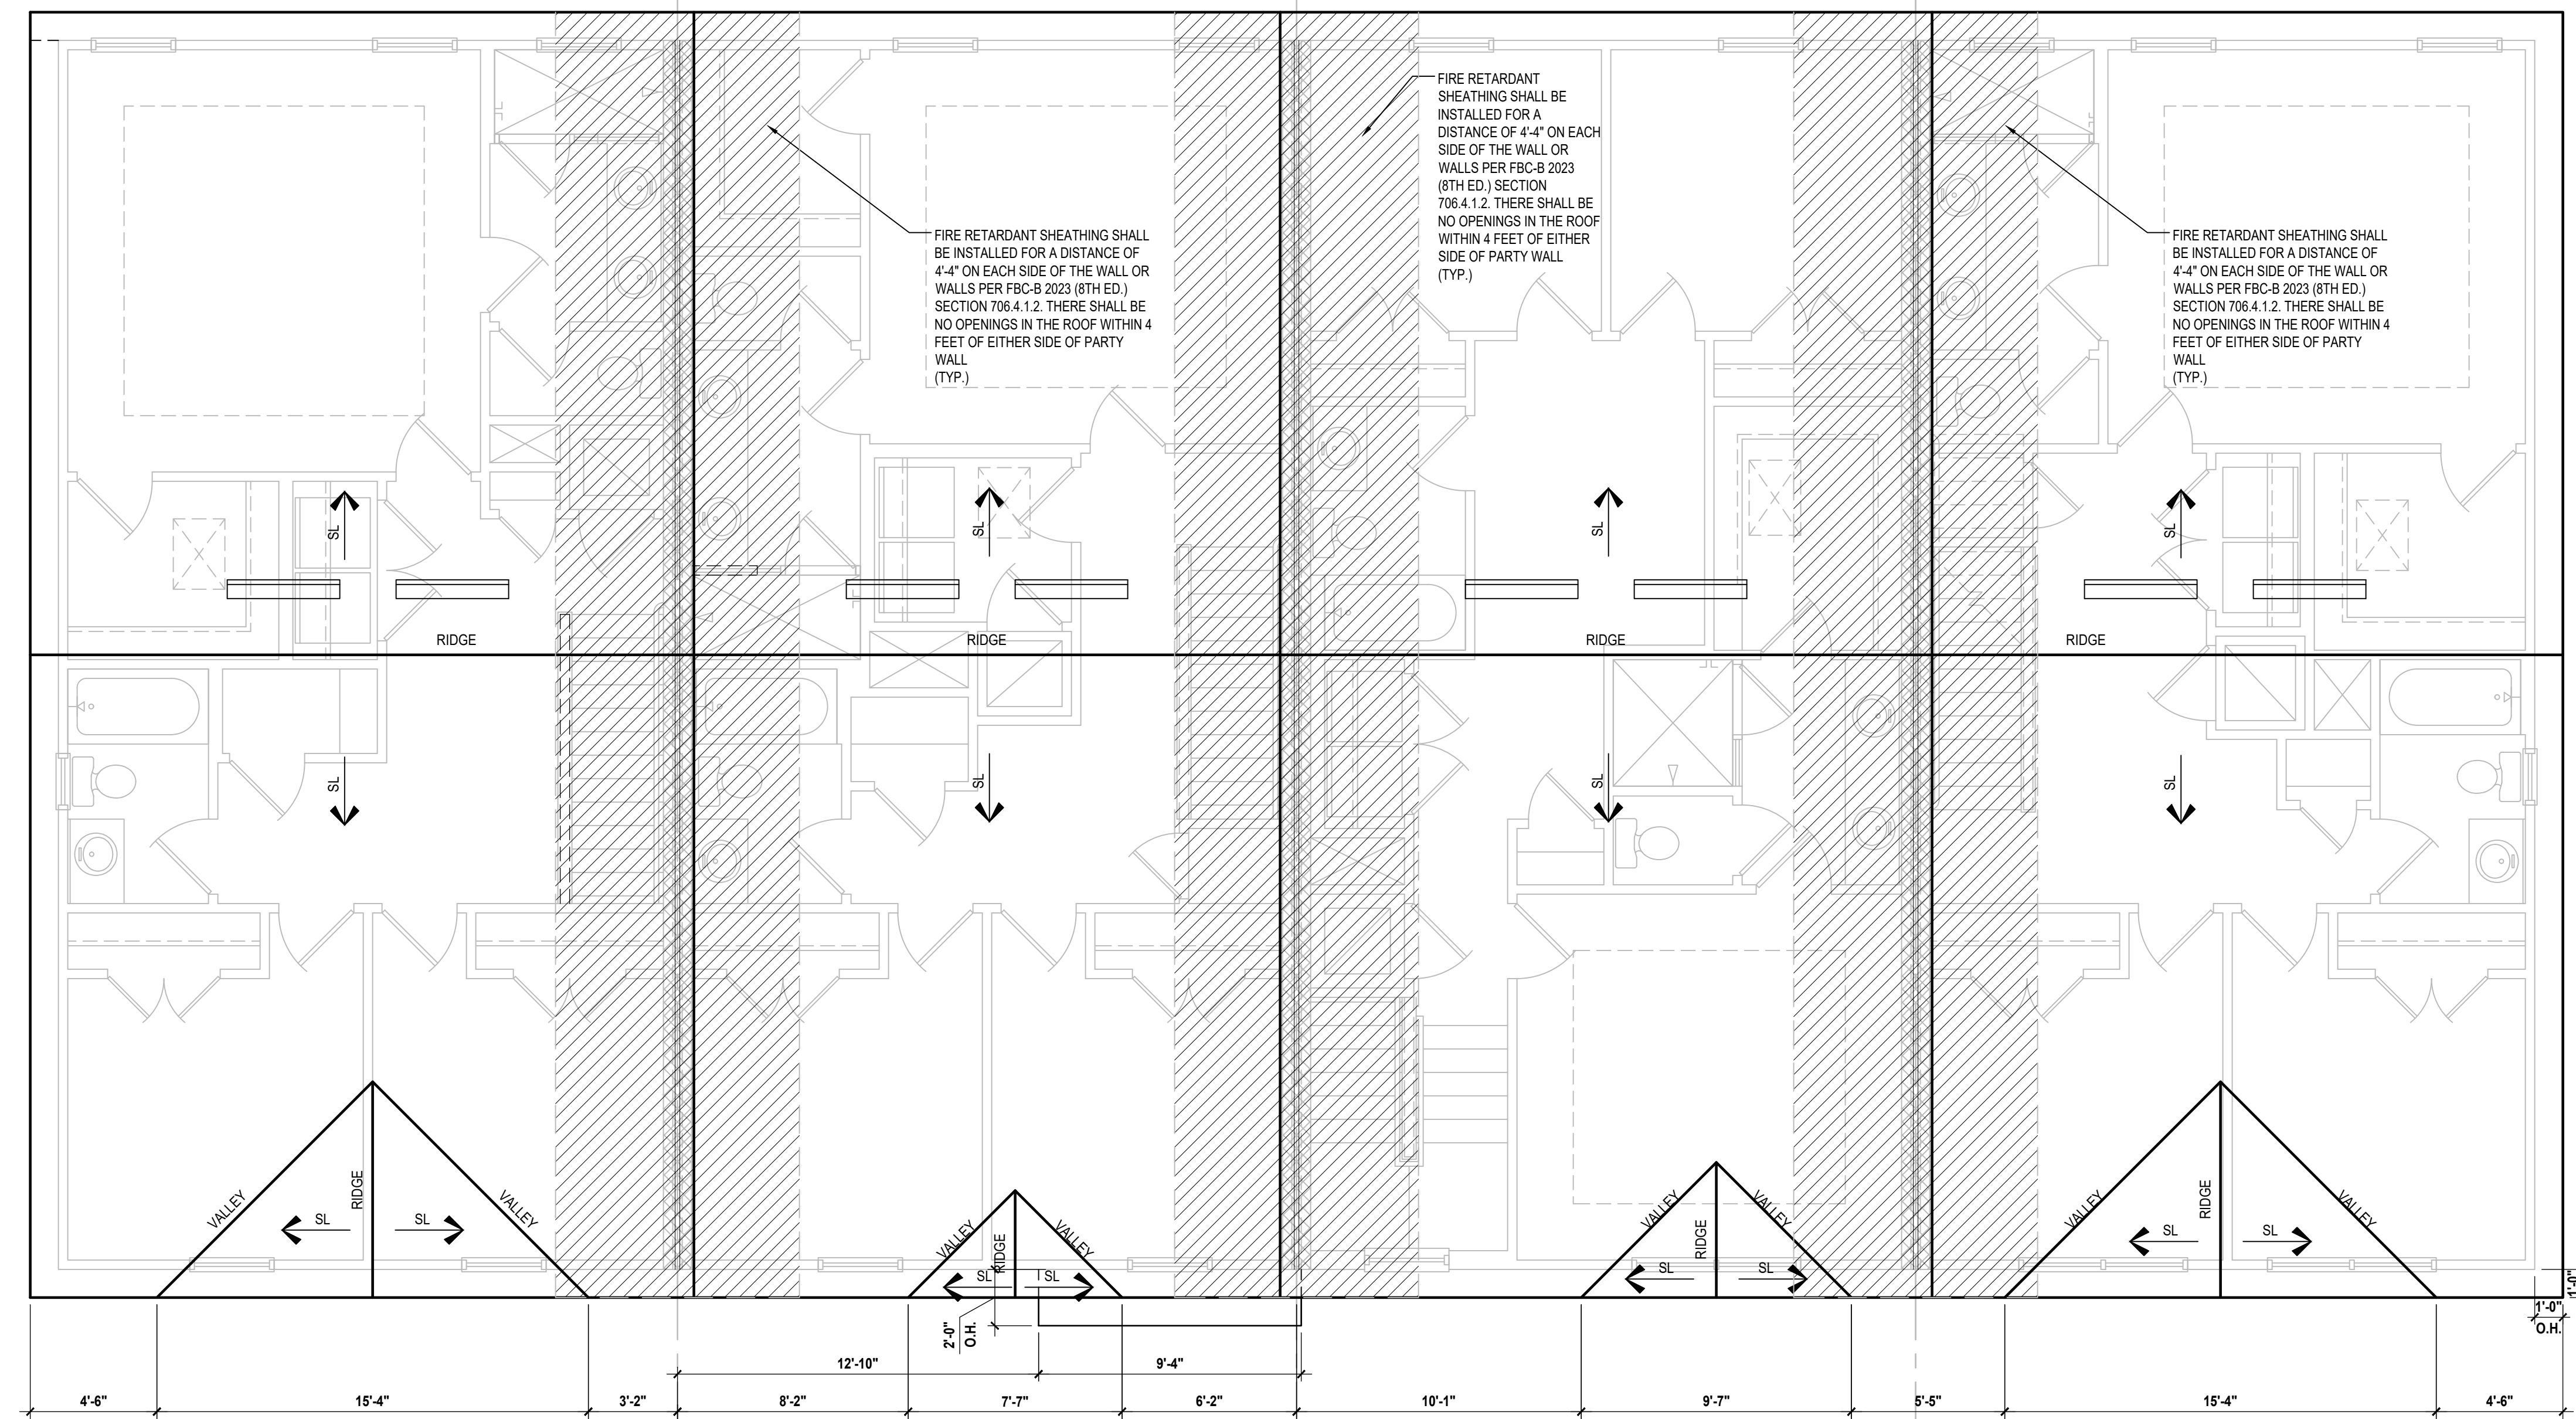 FIRE RETARDANT
SHEATHING SHALL BE
INSTALLED FOR A
DISTANCE OF 4'-4" ON EACH
SIDE OF THE WALL OR
WALLS PER FBC-B 2023
(8TH ED.) SECTION
706.4.1.2. THERE SHALL BE
NO OPENINGS IN THE ROOF
WITHIN 4 FEET OF EITHER
SIDE OF PARTY WALL
(TYP.)
FIRE RETARDANT SHEATHING SHALL
BE INSTALLED FOR A DISTANCE OF
4'-4" ON EACH SIDE OF THE WALL OR
WALLS PER FBC-B 2023 (8TH ED.)
SECTION 706.4.1.2. THERE SHALL BE
NO OPENINGS IN THE ROOF WITHIN 4
FEET OF EITHER SIDE OF PARTY
WALL
(TYP.)
FIRE RETARDANT SHEATHING SHALL
BE INSTALLED FOR A DISTANCE OF
4'-4" ON EACH SIDE OF THE WALL OR
WALLS PER FBC-B 2023 (8TH ED.)
SECTION 706.4.1.2. THERE SHALL BE
NO OPENINGS IN THE ROOF WITHIN 4
FEET OF EITHER SIDE OF PARTY
WALL
(TYP.)
SL
SL
SL
SL
RIDGE
RIDGE
RIDGE
RIDGE
SL
SL
SL
SL
VALLEY
RIDGE
VALLEY
SL
SL
VALLEY
RIDGE
VALLEY
SL
SL
VALLEY
RIDGE
VALLEY
SL
SL
VALLEY
RIDGE
VALLEY
SL
SL
1'-0"
1'-0"
O.H.
2'-0"
O.H.
12'-10"
9'-4"
4'-6"
15'-4"
3'-2"
8'-2"
7'-7"
6'-2"
10'-1"
9'-7"
5'-5"
15'-4"
4'-6"